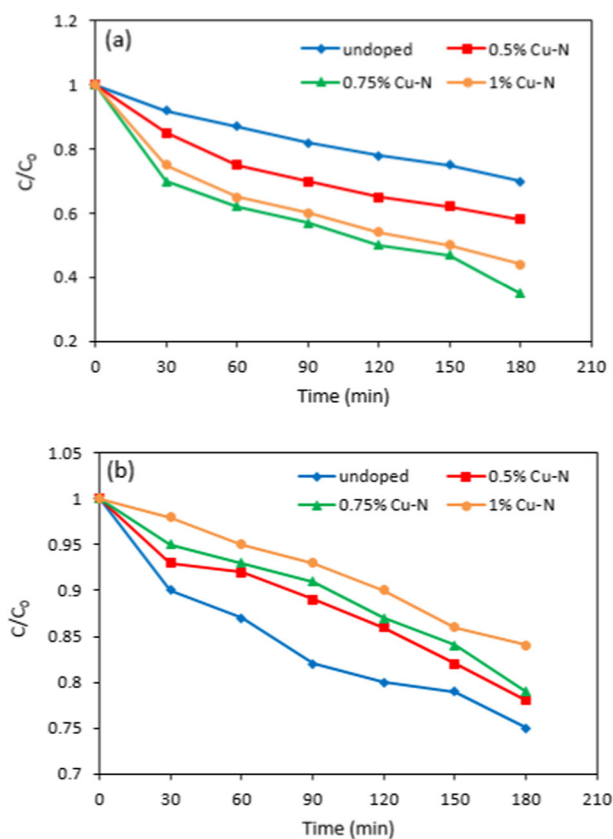 (a)
undoped
0.5% Cu-N
0.75% Cu-N
1% Cu-N
1.2
1
0.8
0.6
0.4
0.2
C/C₀
0 30 60 90 120 150 180 210
Time (min)
(b)
undoped
0.5% Cu-N
0.75% Cu-N
1% Cu-N
1.05
1
0.95
0.9
0.85
0.8
0.75
0.7
C/C₀
0 30 60 90 120 150 180 210
Time (min)